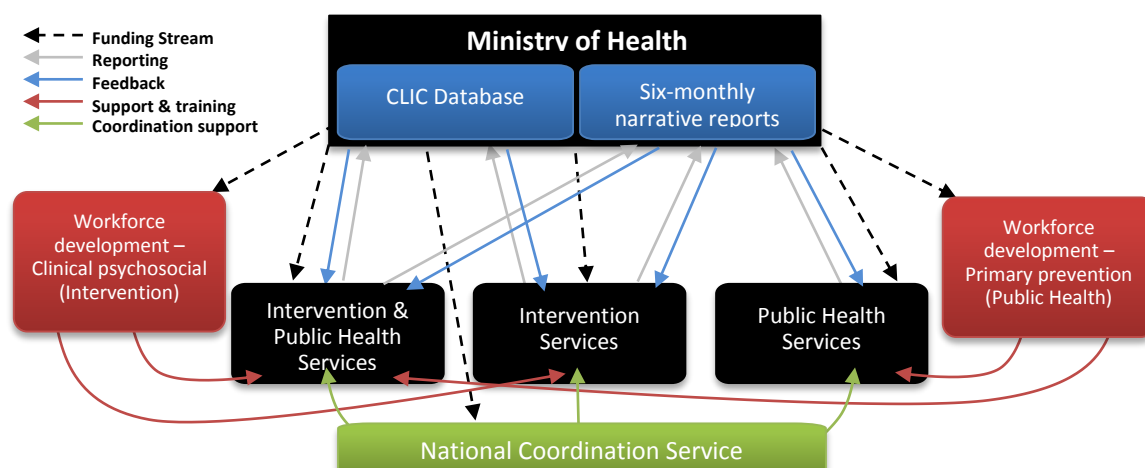 Funding Stream
Reporting
Feedback
Support & training
Coordination support
Ministry of Health
CLIC Database
Six-monthly
narrative reports
Workforce
development –
Clinical psychosocial
(Intervention)
Workforce
development –
Primary prevention
(Public Health)
Intervention &
Public Health
Services
Intervention
Services
Public Health
Services
National Coordination Service